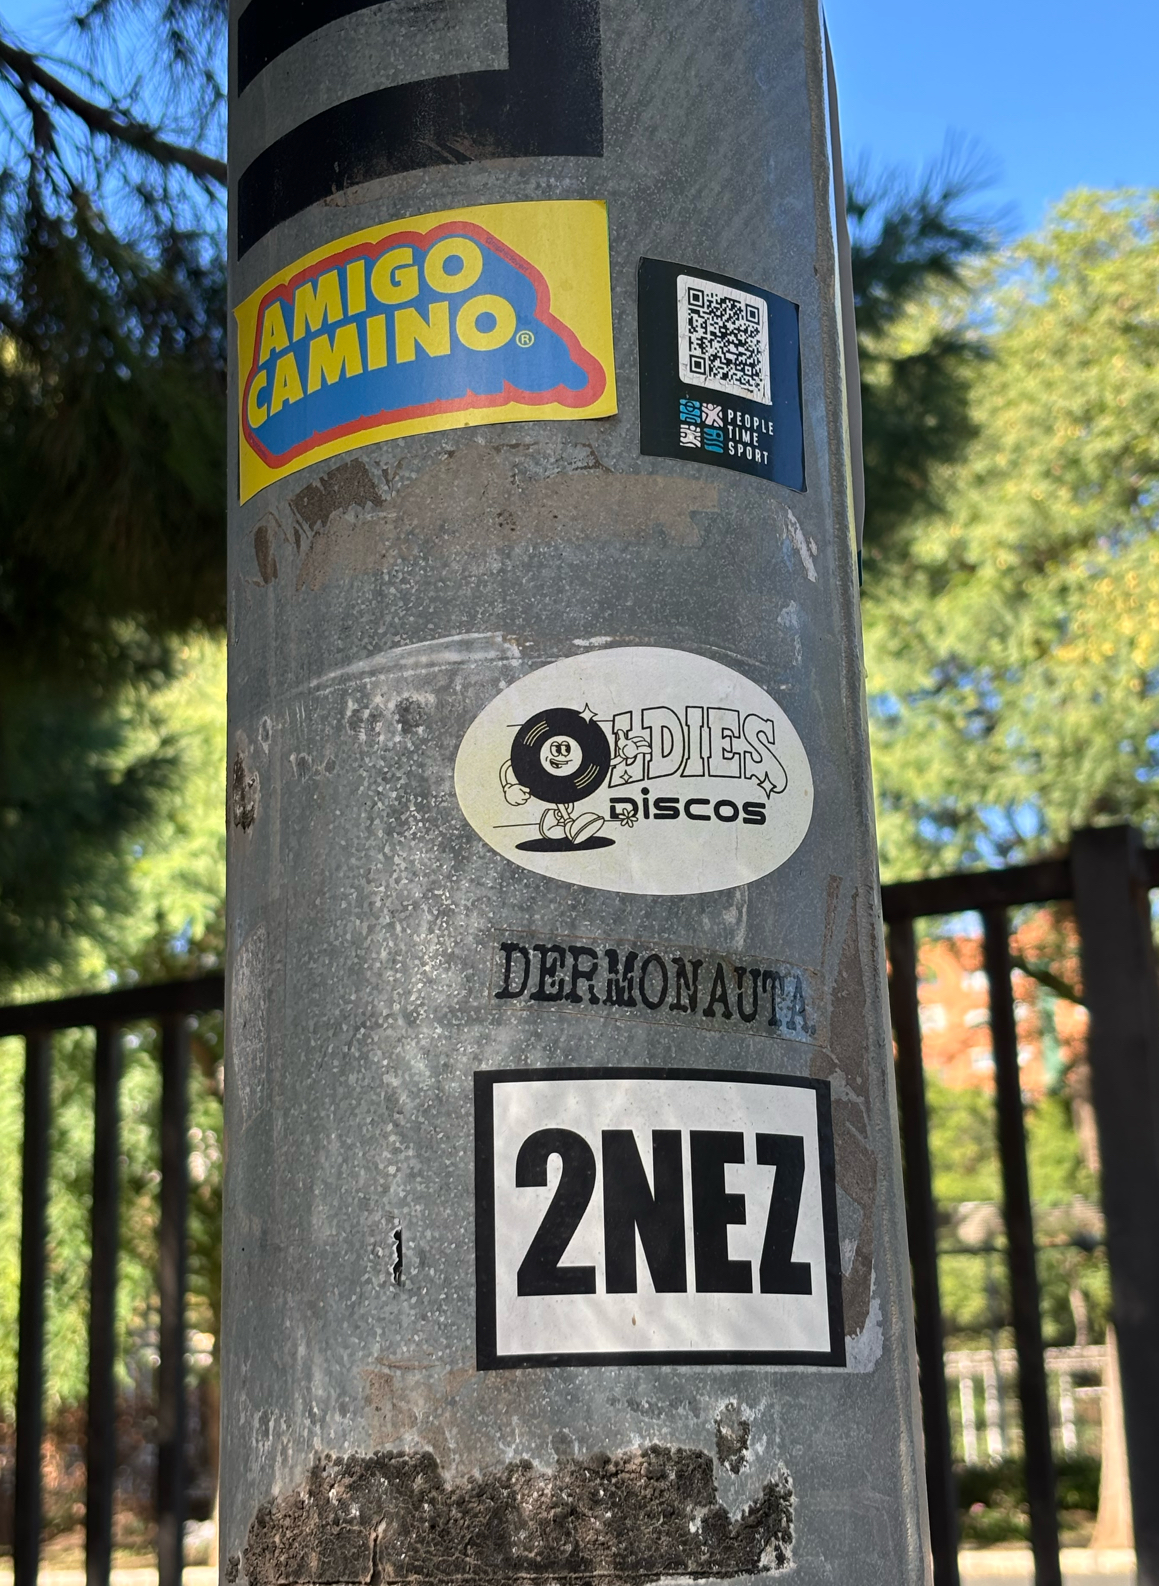 AMIGO
CAMINO®
PEOPLE
TIME
SPORT
OLDIES
Discos
DERMONAUTA
2NEZ